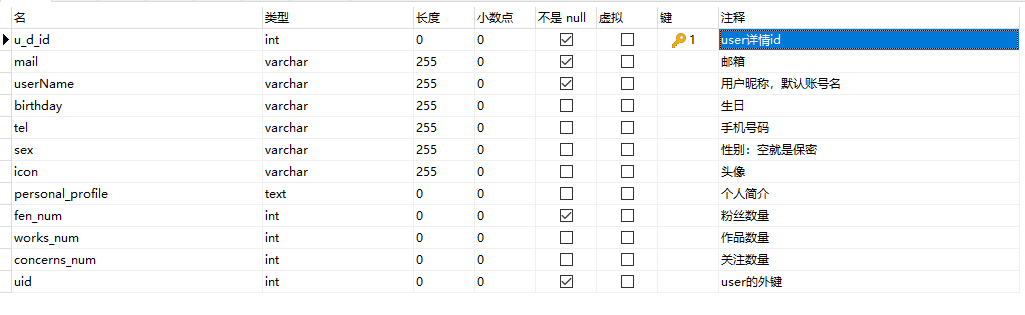 名 类型 长度 小数点 不是 null 虚拟 键 注释
u_d_id int 0 0 1 user详情id
mail varchar 255 0 邮箱
userName varchar 255 0 用户昵称，默认账号名
birthday varchar 255 0 生日
tel varchar 255 0 手机号码
sex varchar 255 0 性别：空就是保密
icon varchar 255 0 头像
personal_profile text 0 0 个人简介
fen_num int 0 0 粉丝数量
works_num int 0 0 作品数量
concerns_num int 0 0 关注数量
uid int 0 0 user的外键